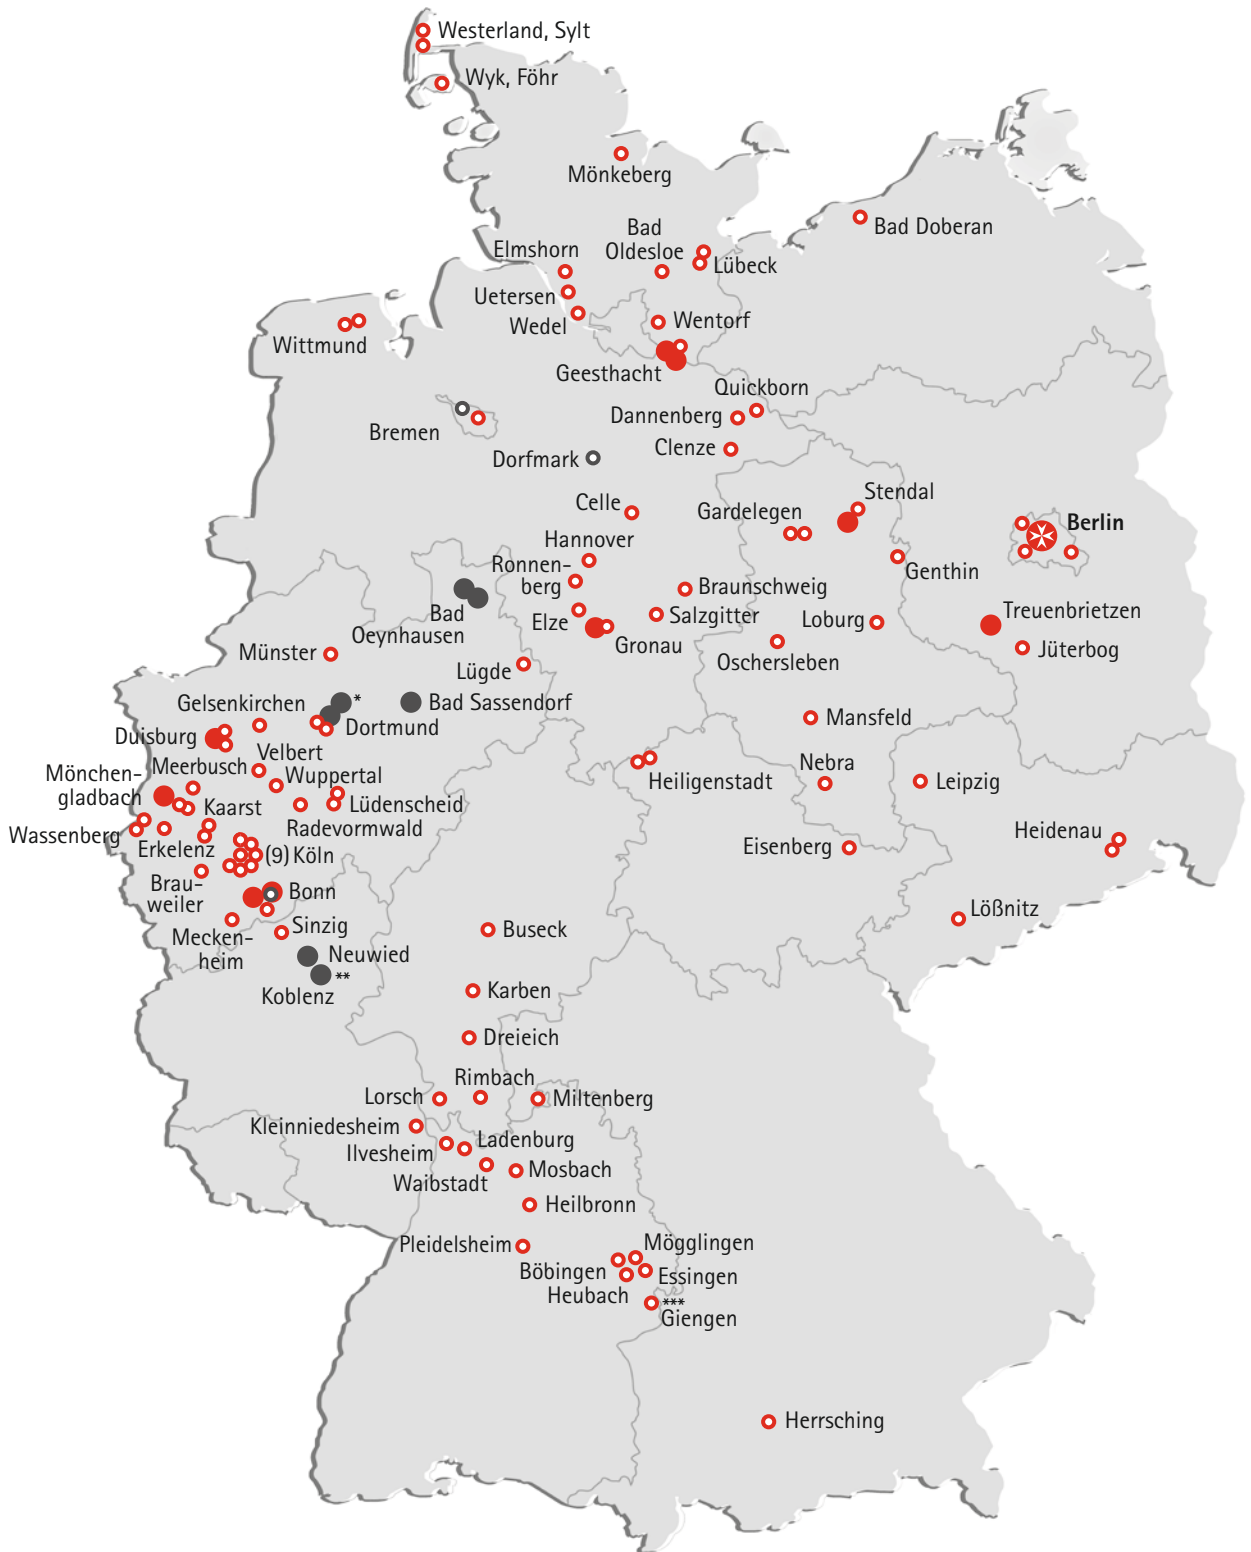 Westerland, Sylt
Wyk, Föhr
Mönkeberg
Bad Doberan
Bad
Oldesloe
Elmshorn
Lübeck
Uetersen
Wedel
Wentorf
Wittmund
Geesthacht
Quickborn
Dannenberg
Bremen
Clenze
Dorfmark
Stendal
Celle
Gardelegen
Berlin
Hannover
Ronnen-
berg
Genthin
Braunschweig
Bad
Oeynhausen
Elze
Salzgitter
Loburg
Treuenbrietzen
Gronau
Oschersleben
Jüterbog
Münster
Lügde
Gelsenkirchen
*
Bad Sassendorf
Dortmund
Mansfeld
Duisburg
Velbert
Meerbusch
Wuppertal
Heiligenstadt
Nebra
Leipzig
Mönchen-
gladbach
Kaarst
Lüdenscheid
Radevormwald
Wassenberg
Erkelenz
(9) Köln
Eisenberg
Heidenau
Brau-
weiler
Bonn
Lößnitz
Sinzig
Buseck
Mecken-
heim
Neuwied
**
Koblenz
Karben
Dreieich
Rimbach
Lorsch
Miltenberg
Kleinniedesheim
Ladenburg
Ilvesheim
Mosbach
Waibstadt
Heilbronn
Pleidelsheim
Mögglingen
Böbingen
Essingen
Heubach
***
Giengen
Herrsching